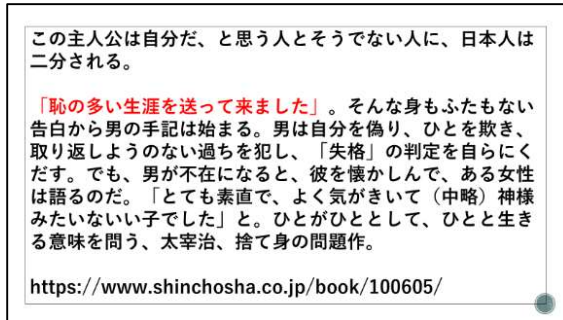 この主人公は自分だ、と思う人とそうでない人に、日本人は
二分される。
「恥の多い生涯を送って来ました」。そんな身もふたもない
告白から男の手記は始まる。男は自分を偽り、ひとを欺き、
取り返しようのない過ちを犯し、「失格」の判定を自らにく
だす。でも、男が不在になると、彼を懐かしんで、ある女性
は語るのだ。「とても素直で、よく気がきいて（中略）神様
みたいないい子でした」と。ひとがひととして、ひとと生き
る意味を問う、太宰治、捨て身の問題作。
https://www.shinchosha.co.jp/book/100605/